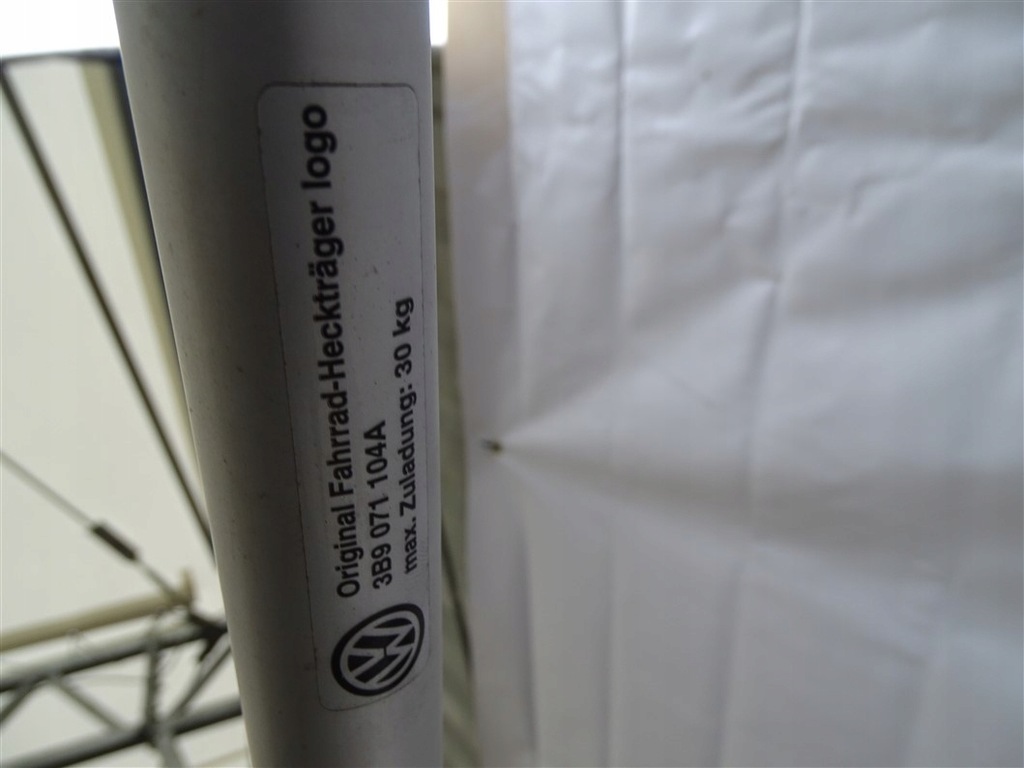 Original Fahrrad-Heckträger logo
3B9 071 104A
max. Zuladung: 30 kg